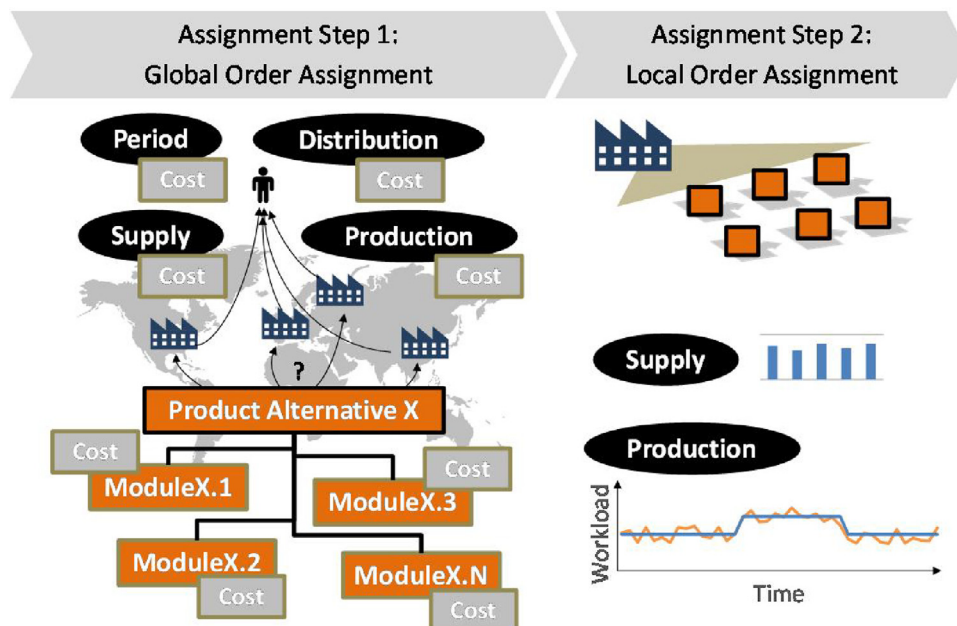 Assignment Step 1:
Global Order Assignment
Assignment Step 2:
Local Order Assignment
Period
Cost
Distribution
Cost
Supply
Cost
Production
Cost
?
Product Alternative X
Cost
ModuleX.1
Cost
ModuleX.3
ModuleX.2
Cost
ModuleX.N
Cost
Supply
Production
Workload
Time